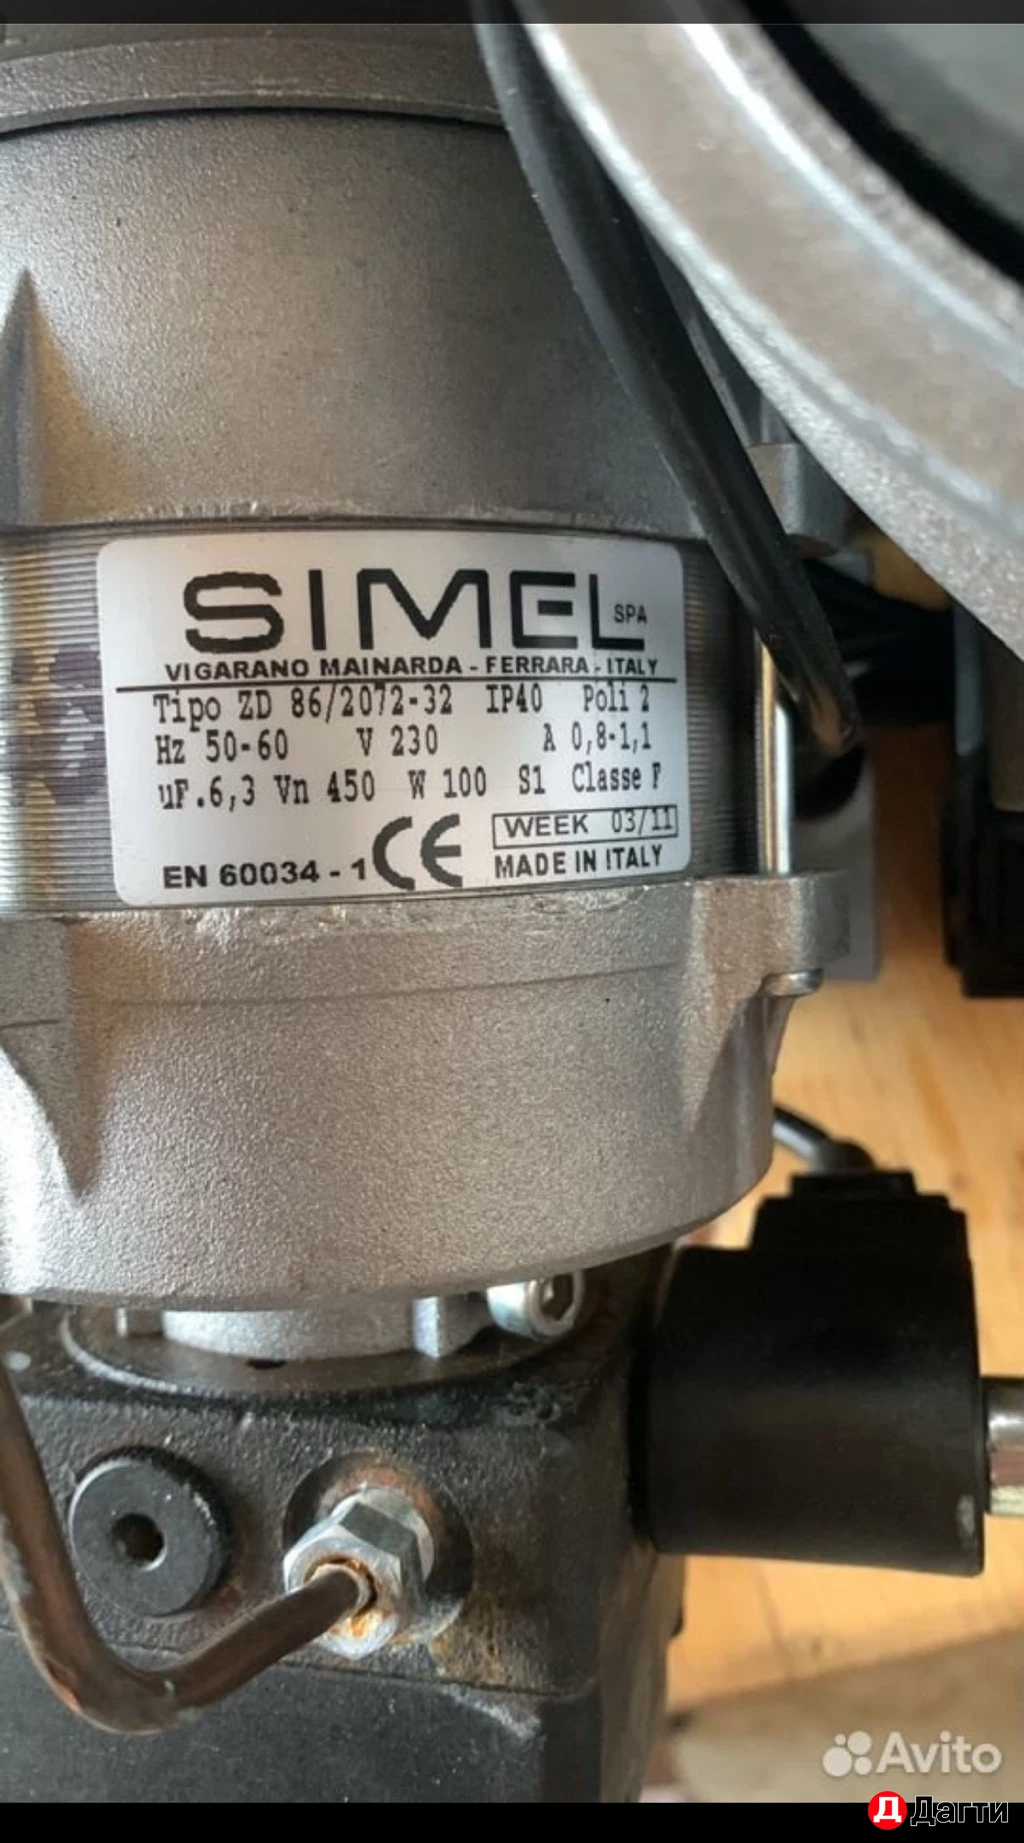 SIMEL SPA
VIGARANO MAINARDA - FERRARA - ITALY
Tipo ZD 86/2072-32 IP40 Poli 2
Hz 50-60 V 230 A 0,8-1,1
uF.6,3 Vn 450 W 100 S1 Classe F
WEEK 03/11
EN 60034 - 1 CE MADE IN ITALY
Avito
Д Дагти